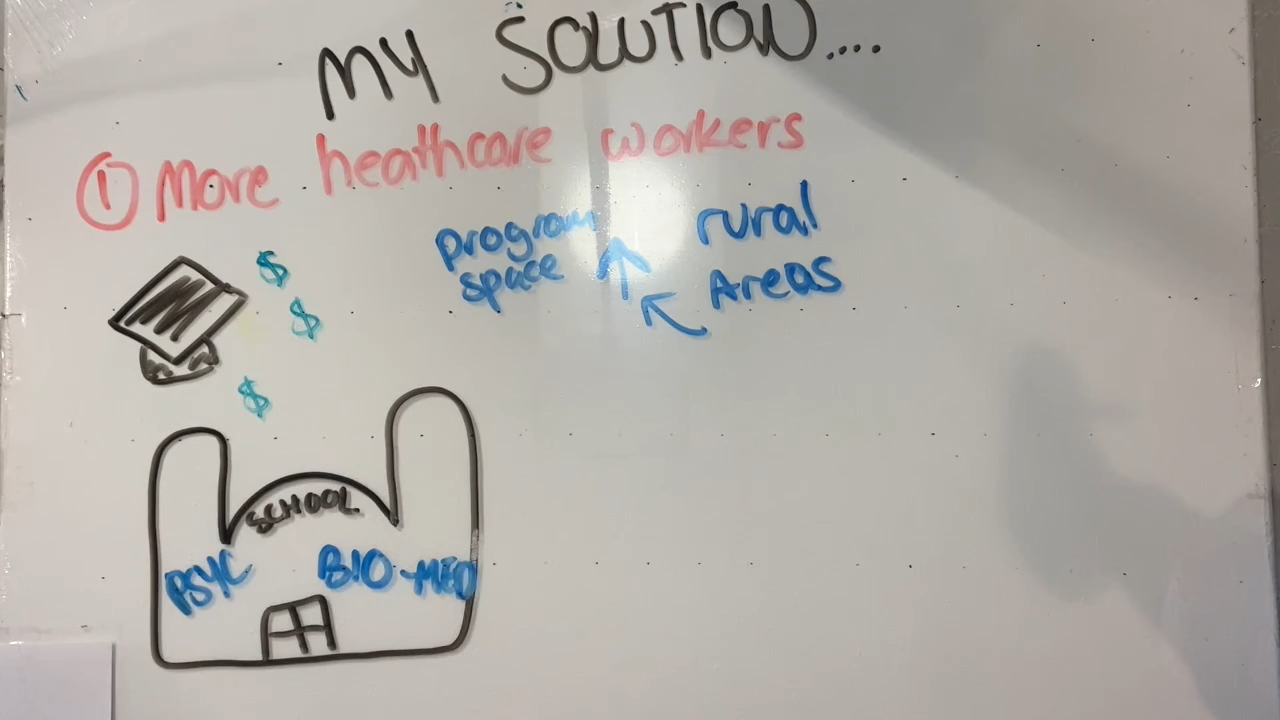 MY SOLUTION....
① More heathcare workers
program
space
rural
Areas
$
$
$
SCHOOL
PSYC
BIO-MED